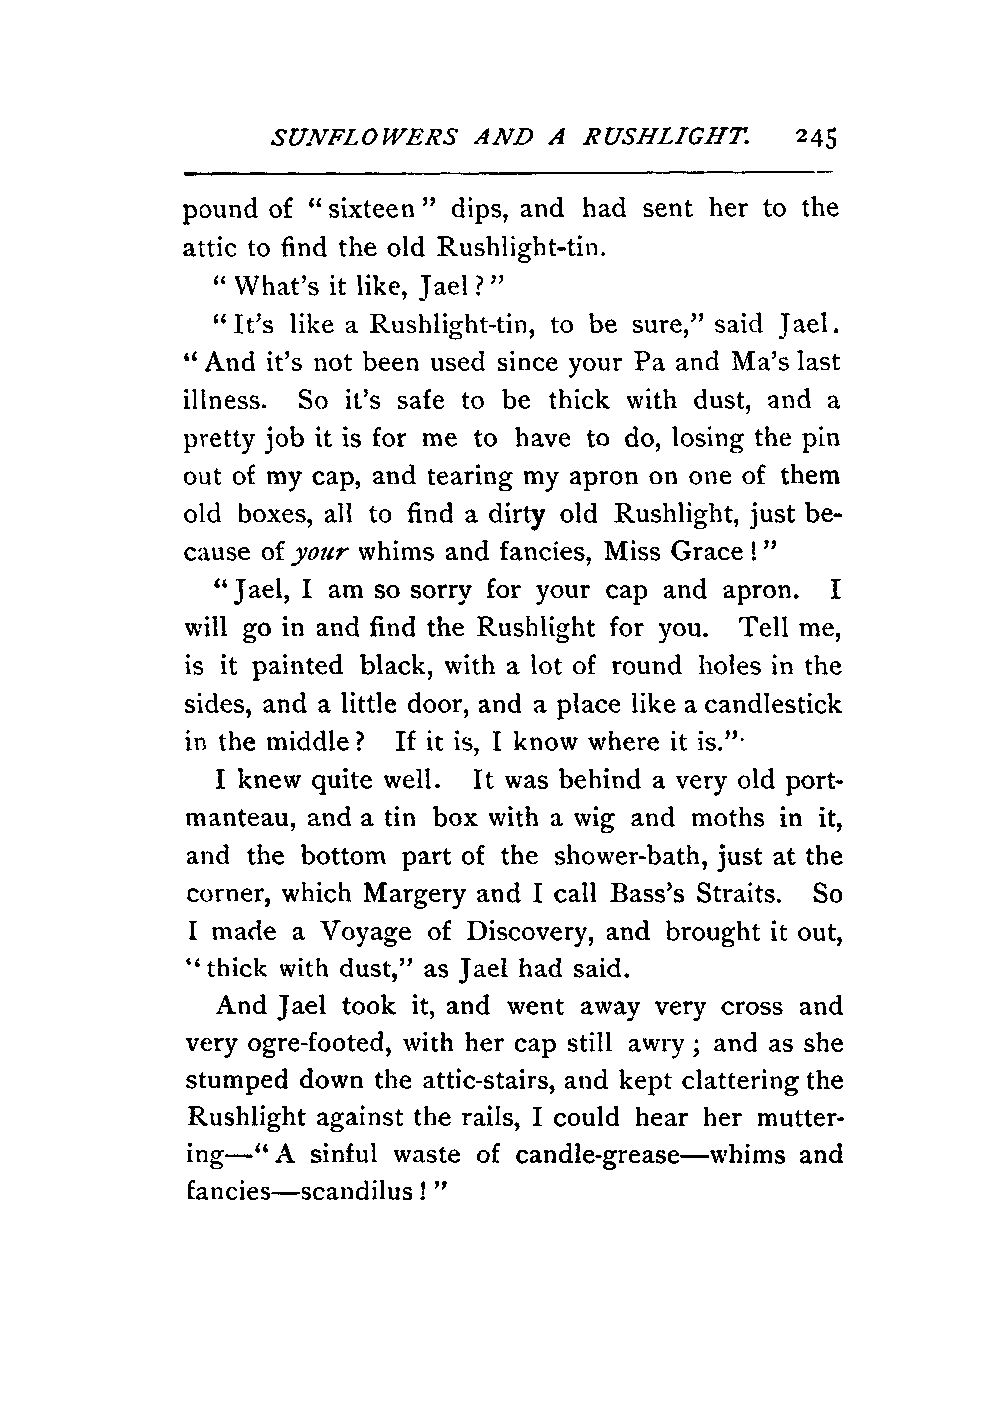 SUNFLOWERS AND A RUSHLIGHT. 245
pound of "sixteen" dips, and had sent her to the
attic to find the old Rushlight-tin.
"What's it like, Jael?"
"It's like a Rushlight-tin, to be sure," said Jael.
"And it's not been used since your Pa and Ma's last
illness. So it's safe to be thick with dust, and a
pretty job it is for me to have to do, losing the pin
out of my cap, and tearing my apron on one of them
old boxes, all to find a dirty old Rushlight, just be-
cause of your whims and fancies, Miss Grace!"
"Jael, I am so sorry for your cap and apron. I
will go in and find the Rushlight for you. Tell me,
is it painted black, with a lot of round holes in the
sides, and a little door, and a place like a candlestick
in the middle? If it is, I know where it is."
I knew quite well. It was behind a very old port-
manteau, and a tin box with a wig and moths in it,
and the bottom part of the shower-bath, just at the
corner, which Margery and I call Bass's Straits. So
I made a Voyage of Discovery, and brought it out,
"thick with dust," as Jael had said.
And Jael took it, and went away very cross and
very ogre-footed, with her cap still awry; and as she
stumped down the attic-stairs, and kept clattering the
Rushlight against the rails, I could hear her mutter-
ing—"A sinful waste of candle-grease—whims and
fancies—scandilus!"